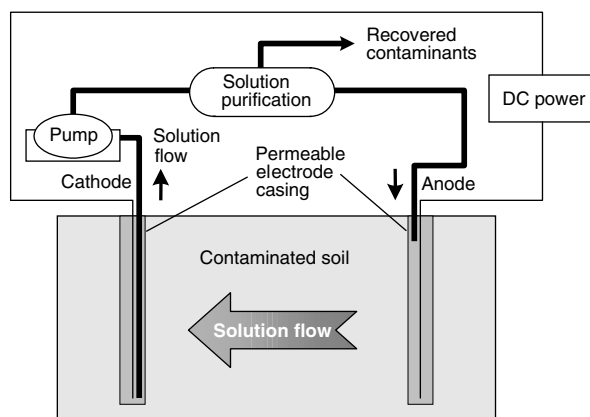 Recovered
contaminants
Solution
purification
DC power
Pump
Solution
flow
Permeable
electrode
casing
Cathode
Anode
Contaminated soil
Solution flow